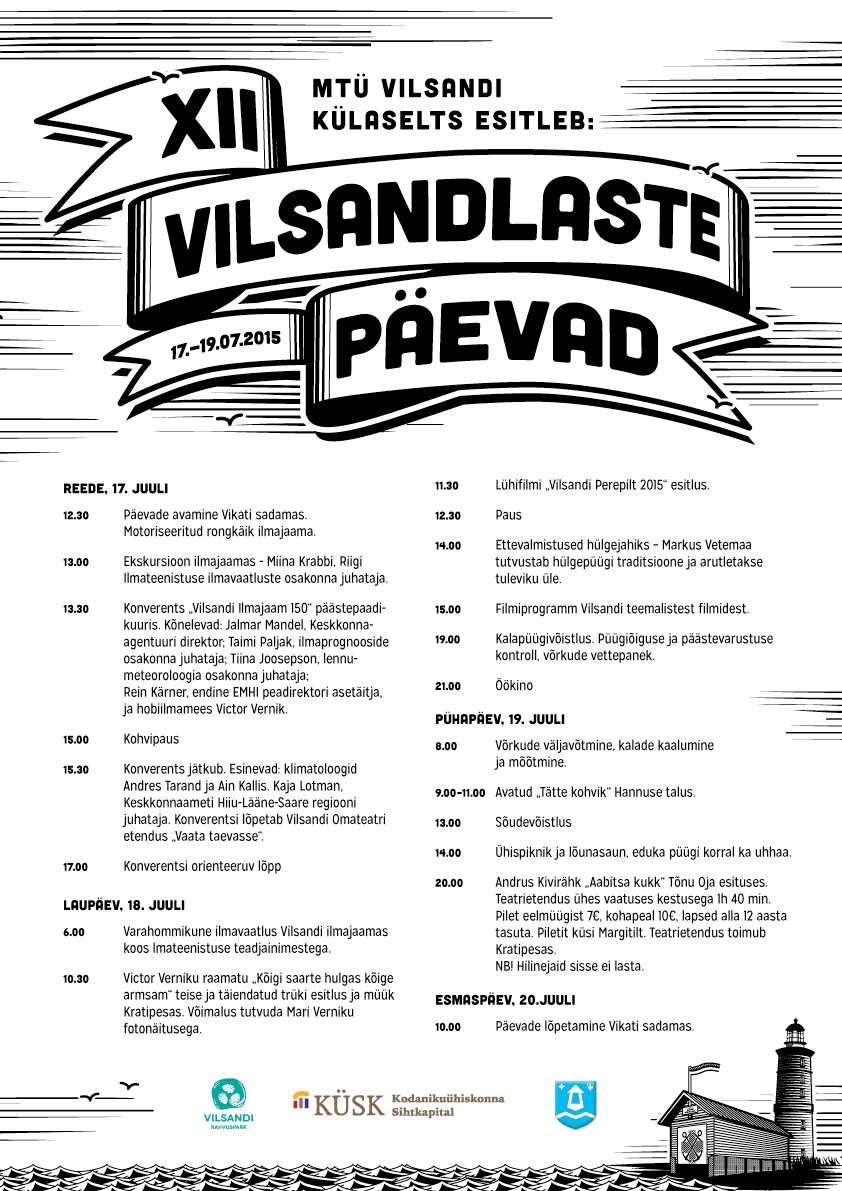 XII
MTÜ VILSANDI
KÜLASELTS ESITLEB:
VILSANDLASTE
PÄEVAD
17.–19.07.2015
REEDE, 17. JUULI
12.30 Päevade avamine Vikati sadamas.
Motoriseeritud rongkäik ilmajaama.
13.00 Ekskursioon ilmajaamas - Miina Krabbi, Riigi
Ilmateenistuse ilmavaatluste osakonna juhataja.
13.30 Konverents „Vilsandi Ilmajaam 150“ päästepaadi-
kuuris. Kõnelevad: Jalmar Mandel, Keskkonna-
agentuuri direktor; Taimi Paljak, ilmaprognooside
osakonna juhataja; Tiina Joosepson, lennu-
meteoroloogia osakonna juhataja;
Rein Kärner, endine EMHI peadirektori asetäitja,
ja hobiilmamees Victor Vernik.
15.00 Kohvipaus
15.30 Konverents jätkub. Esinevad: klimatoloogid
Andres Tarand ja Ain Kallis. Kaja Lotman,
Keskkonnaameti Hiiu-Lääne-Saare regiooni
juhataja. Konverentsi lõpetab Vilsandi Omateatri
etendus „Vaata taevasse“.
17.00 Konverentsi orienteeruv lõpp
LAUPÄEV, 18. JUULI
6.00 Varahommikune ilmavaatlus Vilsandi ilmajaamas
koos Imateenistuse teadjainimestega.
10.30 Victor Verniku raamatu „Kõigi saarte hulgas kõige
armsam“ teise ja täiendatud trüki esitlus ja müük
Kratipesas. Võimalus tutvuda Mari Verniku
fotonäitusega.
11.30 Lühifilmi „Vilsandi Perepilt 2015“ esitlus.
12.30 Paus
14.00 Ettevalmistused hülgejahiks – Markus Vetemaa
tutvustab hülgepüügi traditsioone ja arutletakse
tuleviku üle.
15.00 Filmiprogramm Vilsandi teemalistest filmidest.
19.00 Kalapüügivõistlus. Püügiõiguse ja päästevarustuse
kontroll, võrkude vettepanek.
21.00 Öökino
PÜHAPÄEV, 19. JUULI
8.00 Võrkude väljavõtmine, kalade kaalumine
ja mõõtmine.
9.00–11.00 Avatud „Tätte kohvik“ Hannuse talus.
13.00 Sõudevõistlus
14.00 Ühispiknik ja lõunasaun, eduka püügi korral ka uhhaa.
20.00 Andrus Kivirähk „Aabitsa kukk“ Tõnu Oja esituses.
Teatrietendus ühes vaatuses kestusega 1h 40 min.
Pilet eelmüügist 7€, kohapeal 10€, lapsed alla 12 aasta
tasuta. Piletit küsi Margitilt. Teatrietendus toimub
Kratipesas.
NB! Hilinejaid sisse ei lasta.
ESMASPÄEV, 20.JUULI
10.00 Päevade lõpetamine Vikati sadamas.
VILSANDI
RAHVUSPARK
KÜSK Kodanikuühiskonna
Sihtkapital